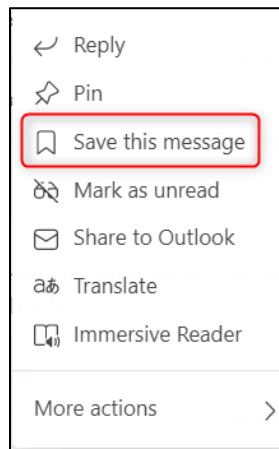 Reply
Pin
Save this message
Mark as unread
Share to Outlook
Translate
Immersive Reader
More actions